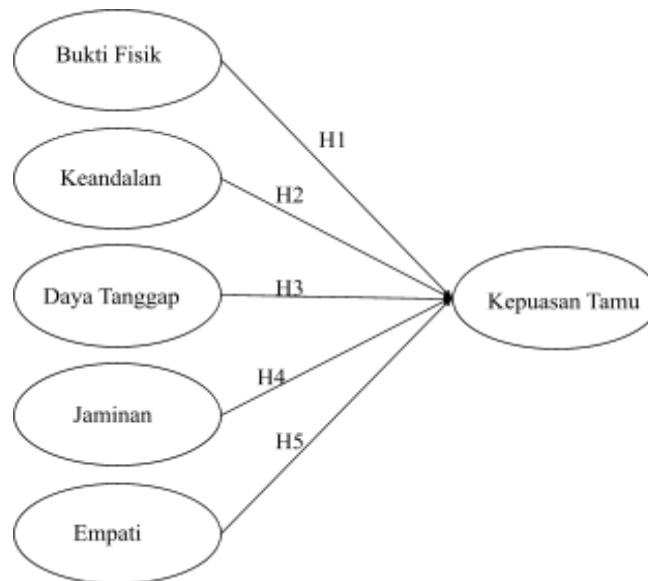 Bukti Fisik
H1
Keandalan
H2
Daya Tanggap
H3
Kepuasan Tamu
H4
Jaminan
H5
Empati